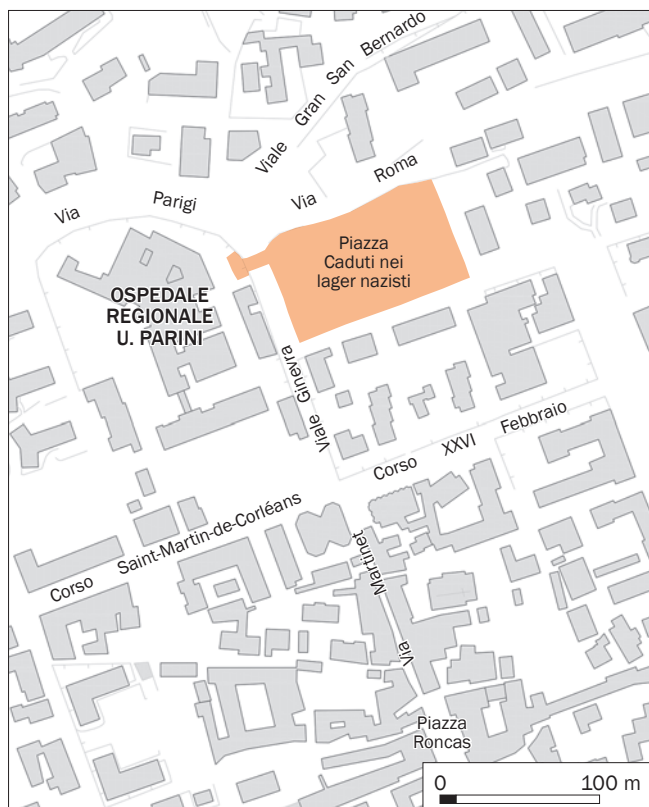 Viale Gran San Bernardo
Via Parigi
Via Roma
Piazza
Caduti nei
lager nazisti
OSPEDALE
REGIONALE
U. PARINI
Viale Ginevra
Corso XXVI Febbraio
Corso Saint-Martin-de-Corléans
Via Martinet
Piazza
Roncas
0 100 m